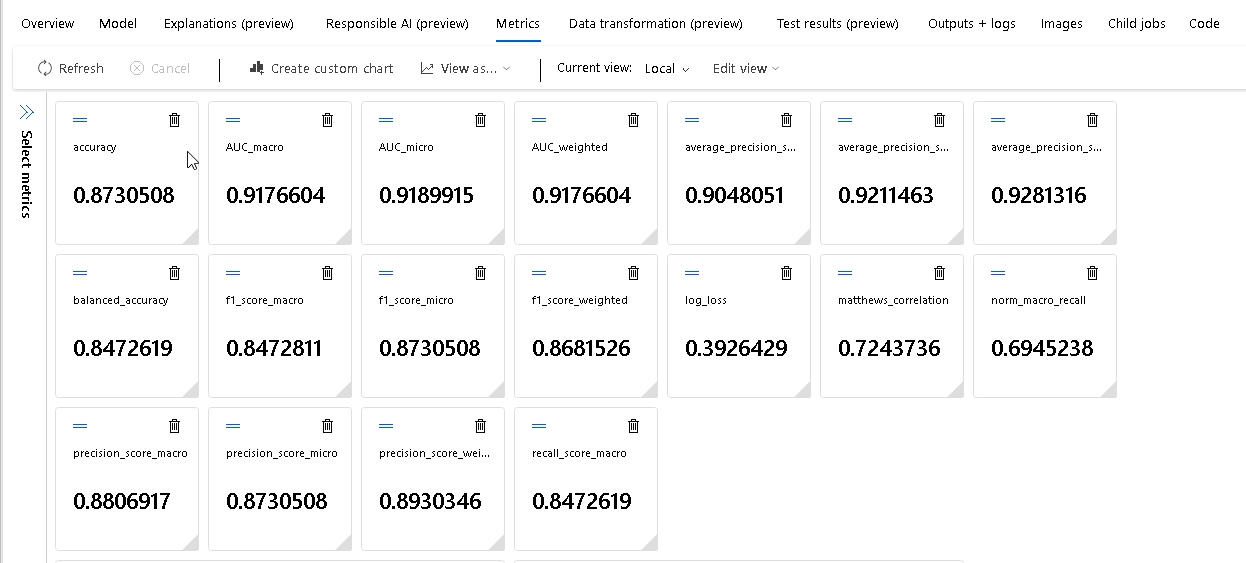 Overview Model Explanations (preview) Responsible AI (preview) Metrics Data transformation (preview) Test results (preview) Outputs + logs Images Child jobs Code
Refresh Cancel Create custom chart View as... Current view: Local Edit view
Select metrics
accuracy AUC_macro AUC_micro AUC_weighted average_precision_s... average_precision_s... average_precision_s...
0.8730508 0.9176604 0.9189915 0.9176604 0.9048051 0.9211463 0.9281316
balanced_accuracy f1_score_macro f1_score_micro f1_score_weighted log_loss matthews_correlation norm_macro_recall
0.8472619 0.8472811 0.8730508 0.8681526 0.3926429 0.7243736 0.6945238
precision_score_macro precision_score_micro precision_score_wei... recall_score_macro
0.8806917 0.8730508 0.8930346 0.8472619